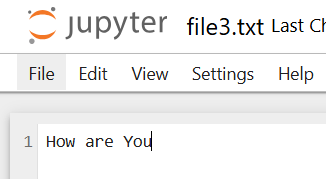 jupyter file3.txt Last Ch
File Edit View Settings Help
1 How are You